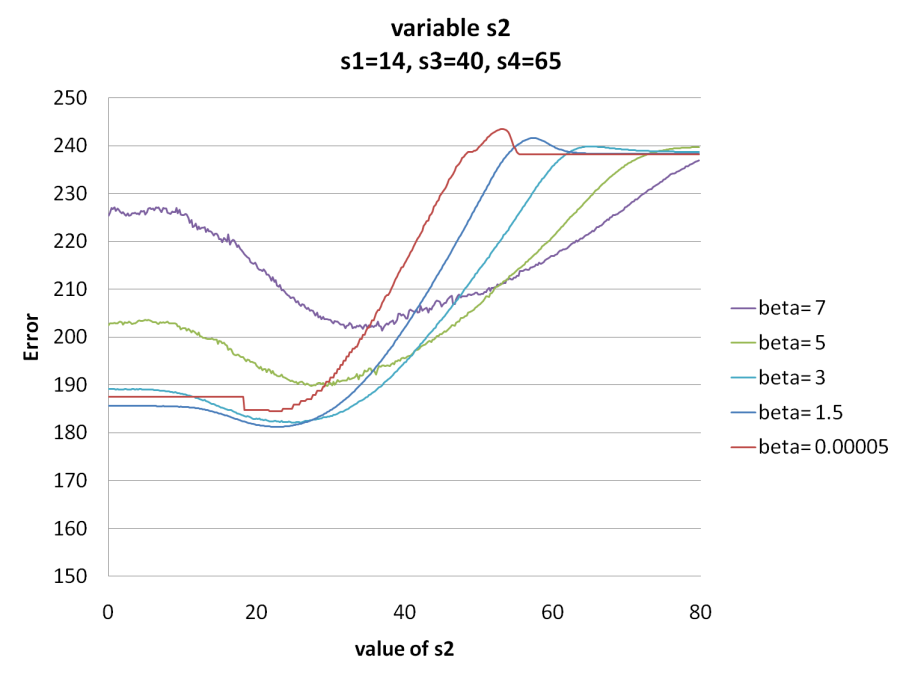 variable s2
s1=14, s3=40, s4=65
250
240
230
220
210
200
190
180
170
160
150
Error
0 20 40 60 80
value of s2
beta= 7
beta= 5
beta= 3
beta= 1.5
beta= 0.00005